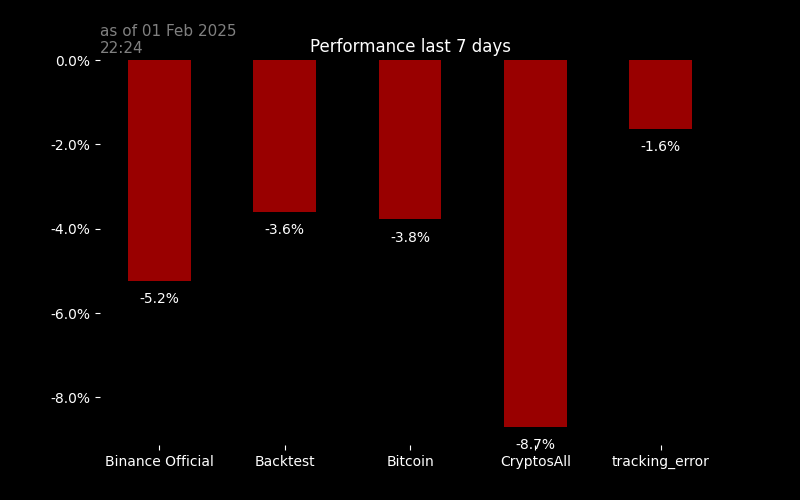 as of 01 Feb 2025
22:24
Performance last 7 days
0.0%
-2.0%
-4.0%
-6.0%
-8.0%
-5.2%
-3.6%
-3.8%
-8.7%
-1.6%
Binance Official
Backtest
Bitcoin
CryptosAll
tracking_error